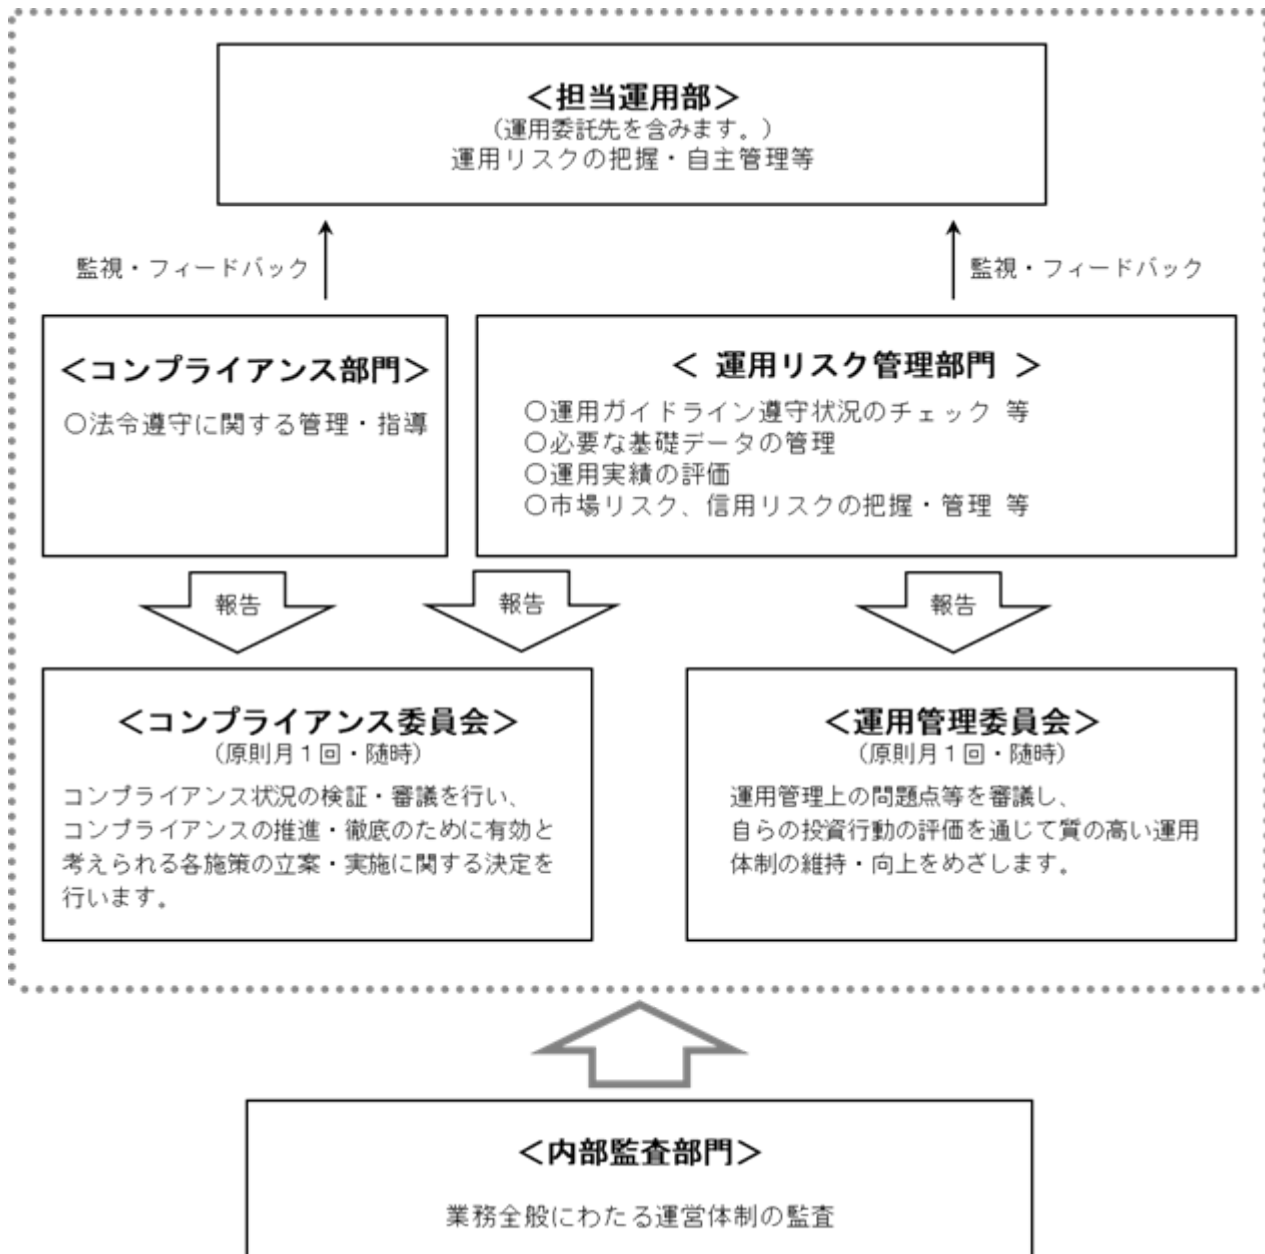 ＜担当運用部＞
（運用委託先を含みます。）
運用リスクの把握・自主管理等
監視・フィードバック
監視・フィードバック
＜コンプライアンス部門＞
○法令遵守に関する管理・指導
＜ 運用リスク管理部門 ＞
○運用ガイドライン遵守状況のチェック 等
○必要な基礎データの管理
○運用実績の評価
○市場リスク、信用リスクの把握・管理 等
報告
報告
報告
＜コンプライアンス委員会＞
（原則月１回・随時）
コンプライアンス状況の検証・審議を行い、
コンプライアンスの推進・徹底のために有効と
考えられる各施策の立案・実施に関する決定を
行います。
＜運用管理委員会＞
（原則月１回・随時）
運用管理上の問題点等を審議し、
自らの投資行動の評価を通じて質の高い運用
体制の維持・向上をめざします。
＜内部監査部門＞
業務全般にわたる運営体制の監査